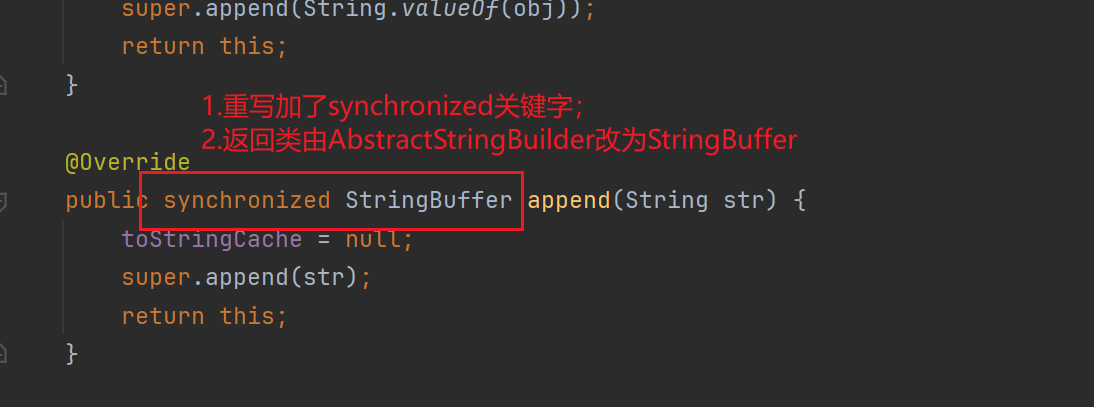 super.append(String.valueOf(obj));
return this;
}
1.重写加了synchronized关键字；
2.返回类由AbstractStringBuilder改为StringBuffer
@Override
public synchronized StringBuffer append(String str) {
toStringCache = null;
super.append(str);
return this;
}